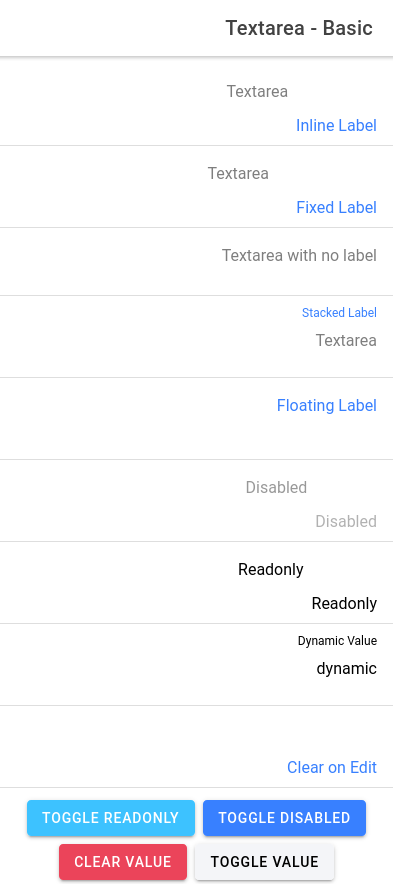 Textarea - Basic
Textarea
Inline Label
Textarea
Fixed Label
Textarea with no label
Stacked Label
Textarea
Floating Label
Disabled
Disabled
Readonly
Readonly
Dynamic Value
dynamic
Clear on Edit
TOGGLE READONLY TOGGLE DISABLED
CLEAR VALUE TOGGLE VALUE